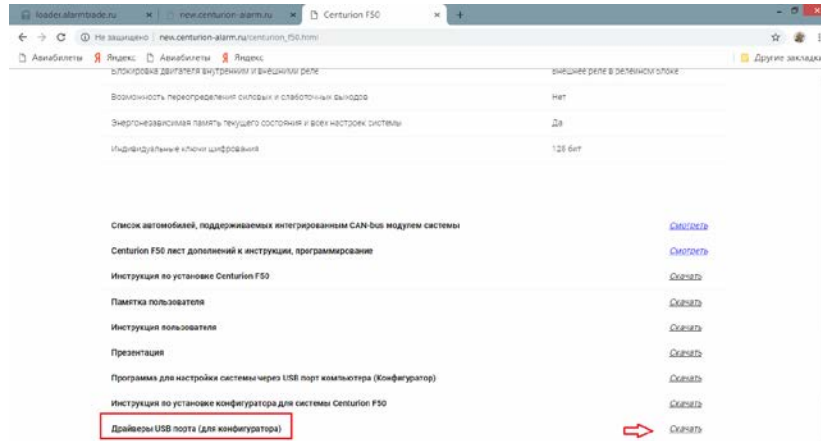 loader.alarmtrade.ru
new.centurion-alarm.ru
Centurion F50
Не защищено | new.centurion-alarm.ru/centurion_f50.html
Авиабилеты Яндекс Авиабилеты Яндекс Другие закладки
Блокировка двигателя внутренним и внешними реле внешнее реле в релейном блоке
Возможность переопределения силовых и слаботочных выходов Нет
Энергонезависимая память текущего состояния и всех настроек системы Да
Индивидуальные ключи шифрования 128 бит
Список автомобилей, поддерживаемых интегрированным CAN-bus модулем системы Смотреть
Centurion F50 лист дополнений к инструкции, программирование Смотреть
Инструкция по установке Centurion F50 Скачать
Памятка пользователя Скачать
Инструкция пользователя Скачать
Презентация Скачать
Программа для настройки системы через USB порт компьютера (Конфигуратор) Скачать
Инструкция по установке конфигуратора для системы Centurion F50 Скачать
Драйверы USB порта (для конфигуратора) Скачать